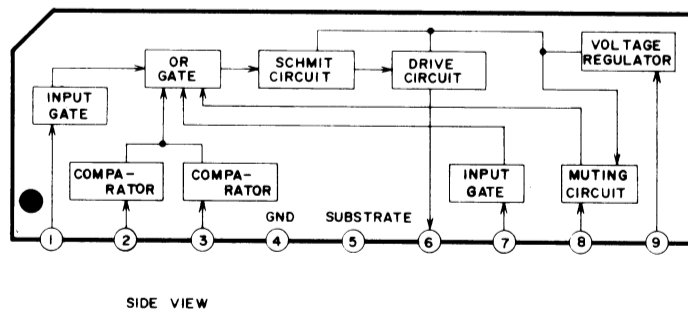 OR
GATE
SCHMIT
CIRCUIT
DRIVE
CIRCUIT
VOLTAGE
REGULATOR
INPUT
GATE
COMPA-
RATOR
COMPA-
RATOR
INPUT
GATE
MUTING
CIRCUIT
GND
SUBSTRATE
1 2 3 4 5 6 7 8 9
SIDE VIEW